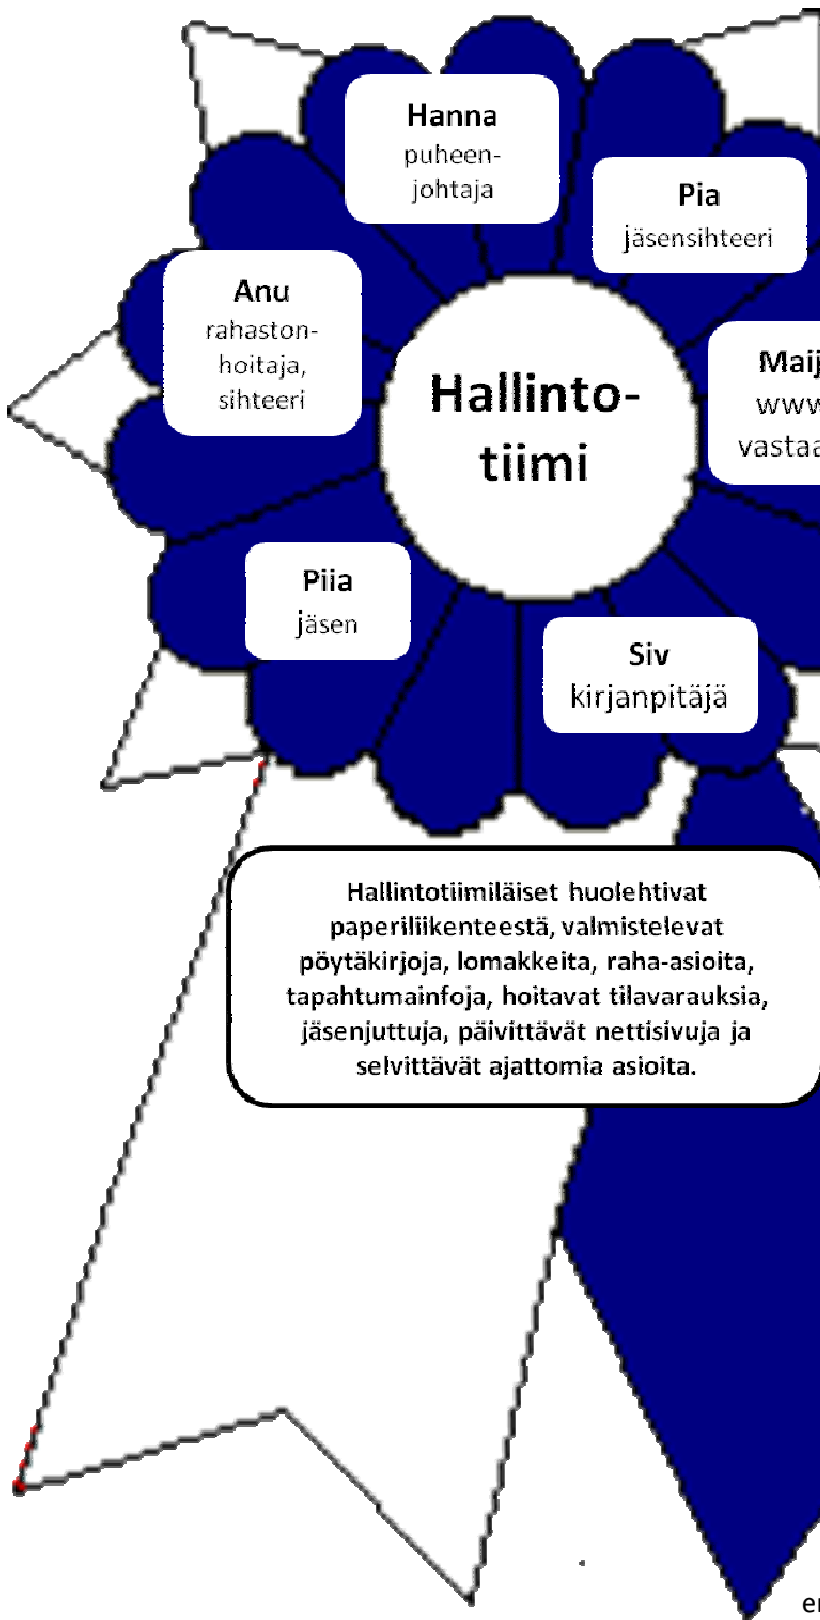 Hanna
puheen-
johtaja
Pia
jäsensihteeri
Anu
rahaston-
hoitaja,
sihteeri
Hallinto-
tiimi
Piia
jäsen
Siv
kirjanpitäjä
Hallintotiimiläiset huolehtivat
paperiliikenteestä, valmistelevat
pöytäkirjoja, lomakkeita, raha-asioita,
tapahtumainfoja, hoitavat tilavarauksia,
jäsenjuttuja, päivittävät nettisivuja ja
selvittävät ajattomia asioita.